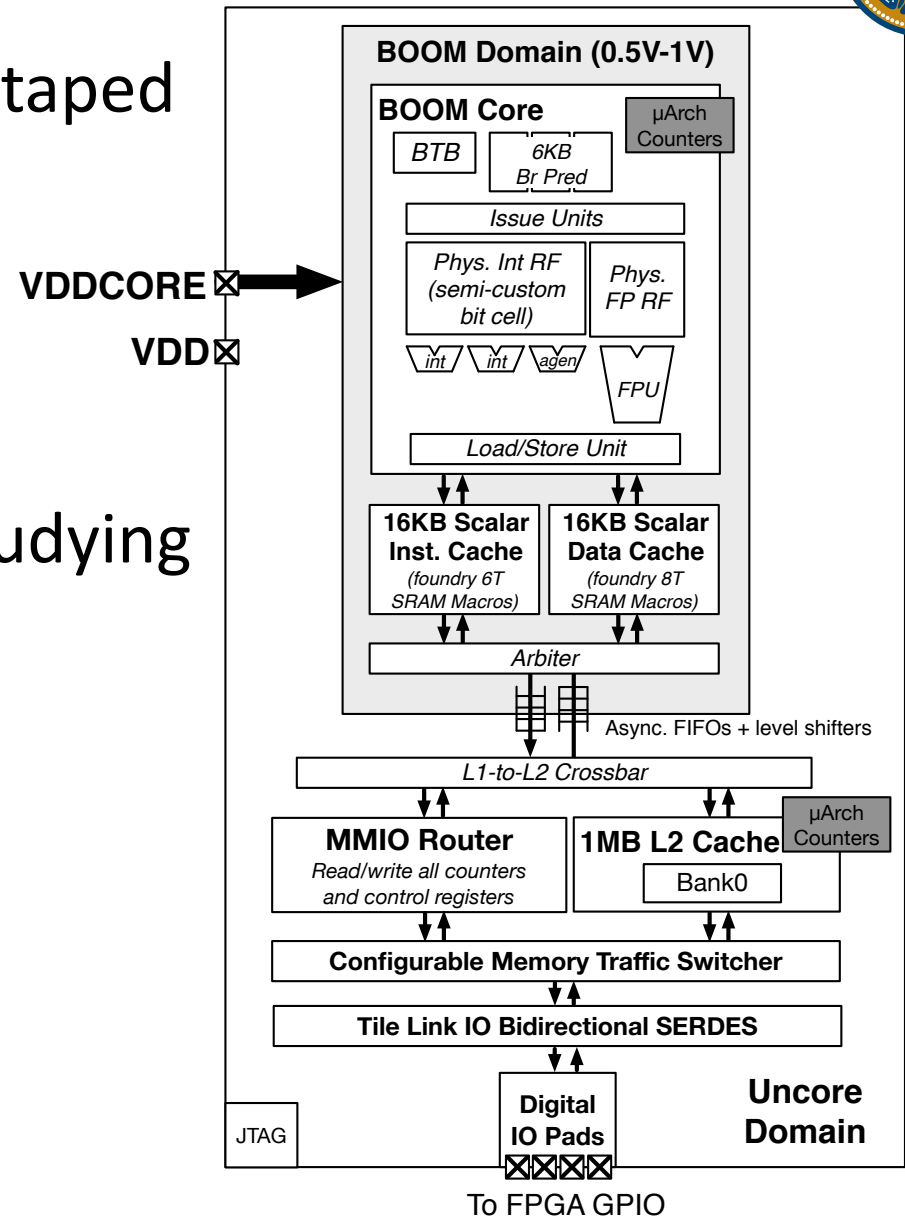 taped
udying
BOOM Domain (0.5V-1V)
BOOM Core
µArch
Counters
BTB
6KB
Br Pred
Issue Units
Phys. Int RF
(semi-custom
bit cell)
Phys.
FP RF
VDDCORE
VDD
int
int
agen
FPU
Load/Store Unit
16KB Scalar
Inst. Cache
(foundry 6T
SRAM Macros)
16KB Scalar
Data Cache
(foundry 8T
SRAM Macros)
Arbiter
Async. FIFOs + level shifters
L1-to-L2 Crossbar
MMIO Router
Read/write all counters
and control registers
1MB L2 Cache
µArch
Counters
Bank0
Configurable Memory Traffic Switcher
Tile Link IO Bidirectional SERDES
Digital
IO Pads
Uncore
Domain
JTAG
To FPGA GPIO